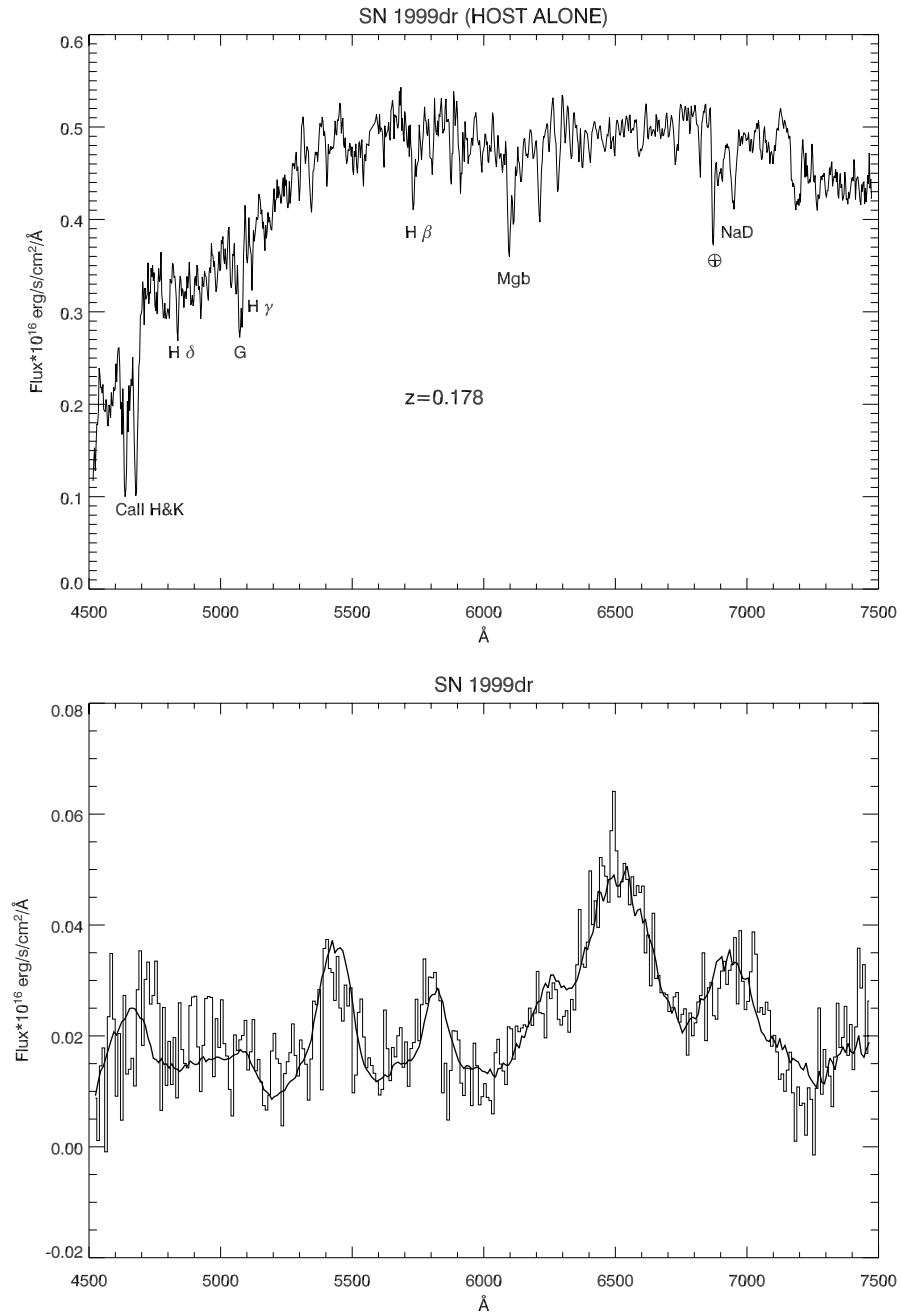 SN 1999dr (HOST ALONE)
0.6
0.5
0.4
0.3
0.2
0.1
0.0
Flux*10¹⁶ erg/s/cm²/Å
CaII H&K
H δ
G
H γ
H β
Mgb
NaD
⊕
z=0.178
4500 5000 5500 6000 6500 7000 7500
Å
SN 1999dr
0.08
0.06
0.04
0.02
0.00
-0.02
Flux*10¹⁶ erg/s/cm²/Å
4500 5000 5500 6000 6500 7000 7500
Å